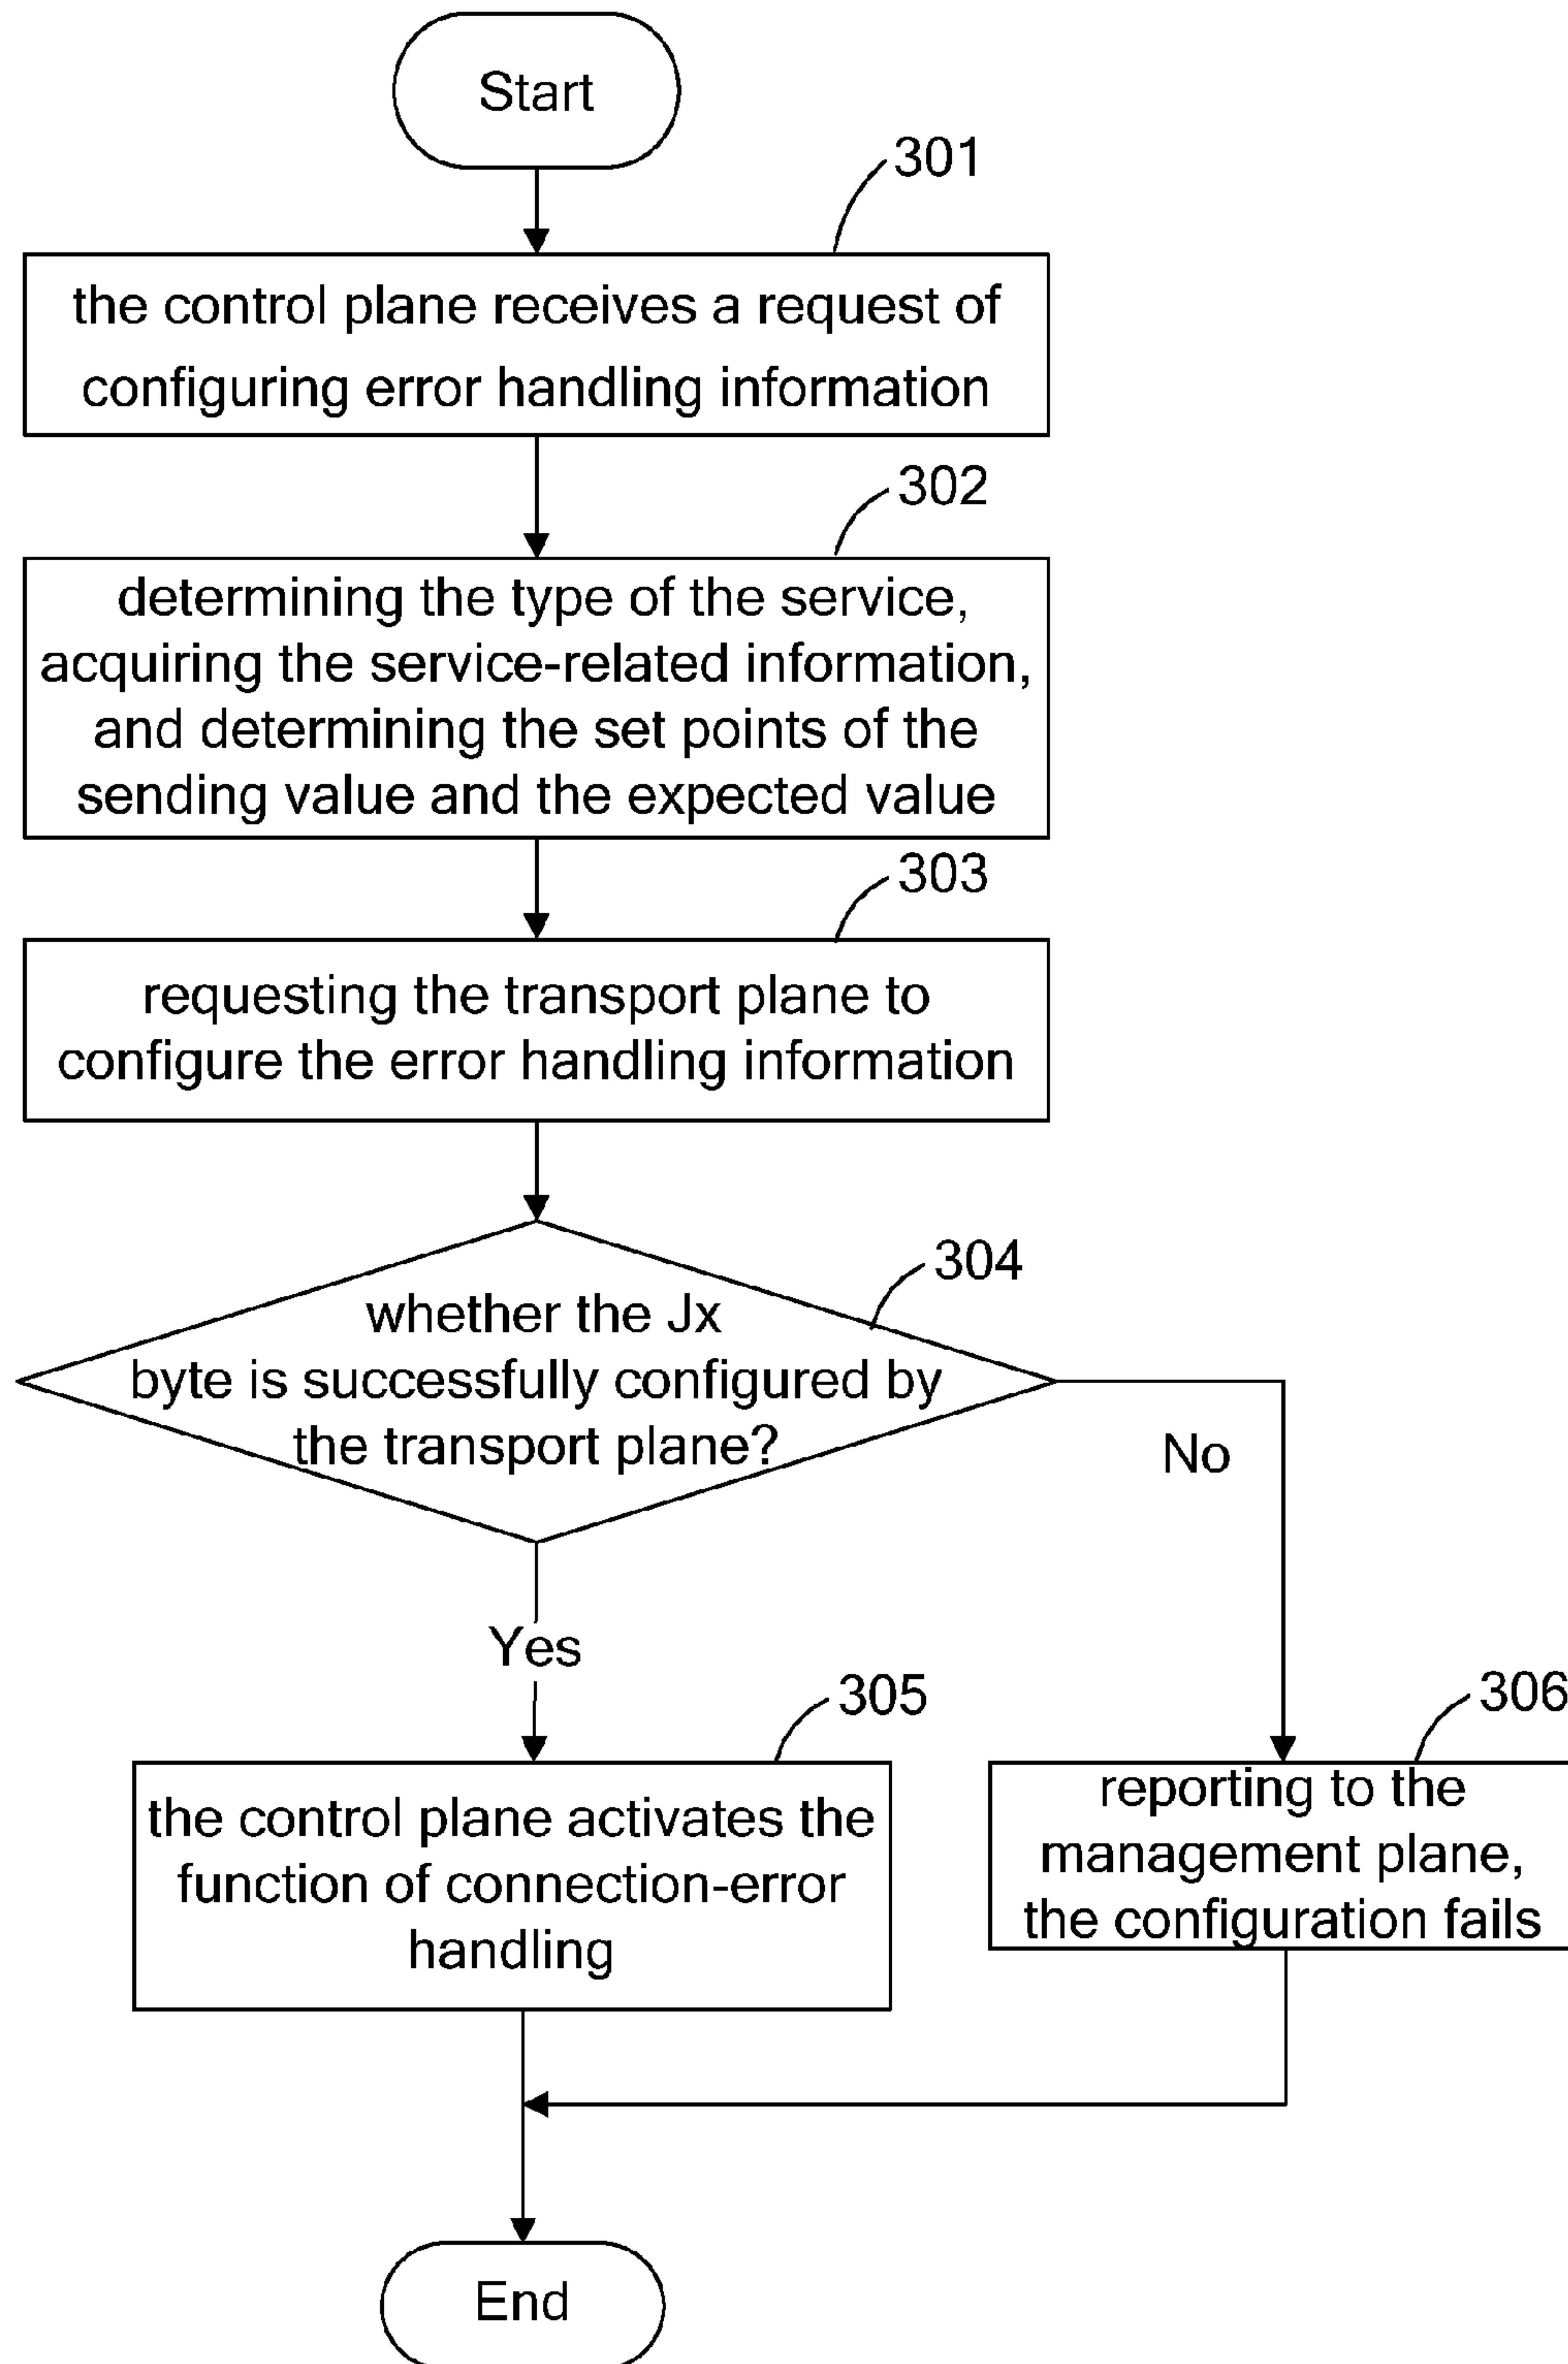 Start
301
the control plane receives a request of
configuring error handling information
302
determining the type of the service,
acquiring the service-related information,
and determining the set points of the
sending value and the expected value
303
requesting the transport plane to
configure the error handling information
304
whether the Jx
byte is successfully configured by
the transport plane?
No
Yes
305
the control plane activates the
function of connection-error
handling
306
reporting to the
management plane,
the configuration fails
End